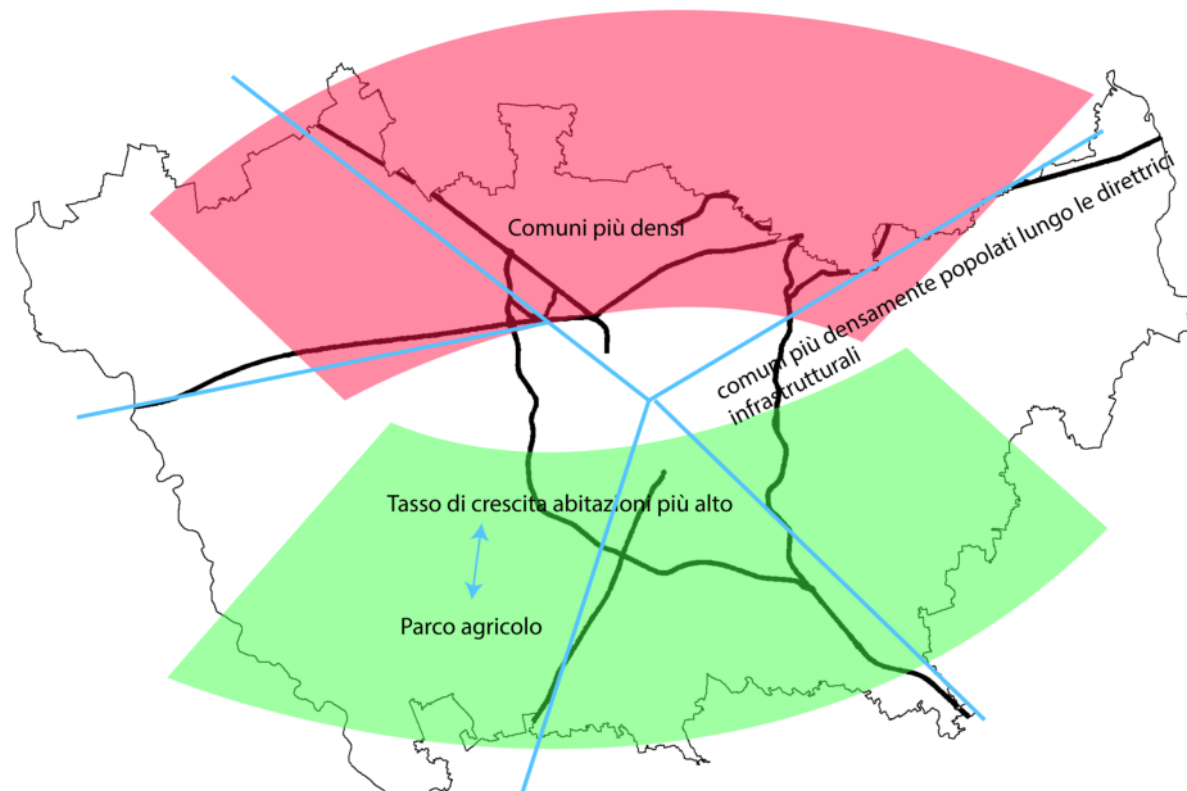 Comuni più densi
comuni più densamente popolati lungo le direttrici
infrastrutturali
Tasso di crescita abitazioni più alto
Parco agricolo